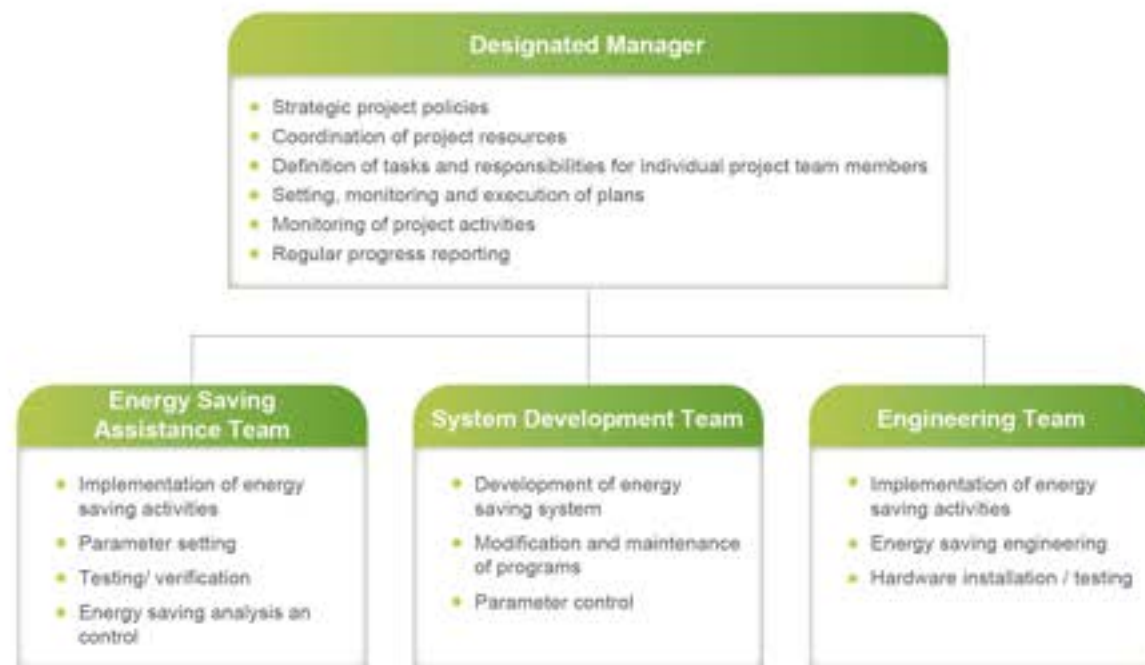 Designated Manager
Strategic project policies
Coordination of project resources
Definition of tasks and responsibilities for individual project team members
Setting, monitoring and execution of plans
Monitoring of project activities
Regular progress reporting
Energy Saving
Assistance Team
Implementation of energy
saving activities
Parameter setting
Testing/ verification
Energy saving analysis an
control
System Development Team
Development of energy
saving system
Modification and maintenance
of programs
Parameter control
Engineering Team
Implementation of energy
saving activities
Energy saving engineering
Hardware installation / testing